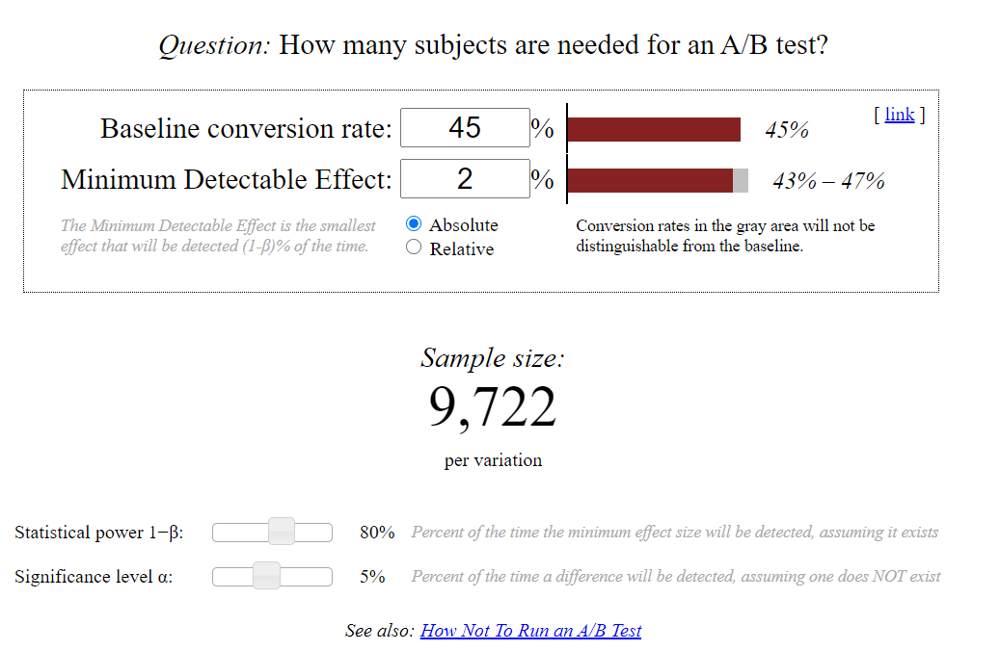 Question: How many subjects are needed for an A/B test?
[ link ]
Baseline conversion rate: 45 % 45%
Minimum Detectable Effect: 2 % 43% – 47%
The Minimum Detectable Effect is the smallest
effect that will be detected (1-β)% of the time.
Absolute
Relative
Conversion rates in the gray area will not be
distinguishable from the baseline.
Sample size:
9,722
per variation
Statistical power 1−β: 80% Percent of the time the minimum effect size will be detected, assuming it exists
Significance level α: 5% Percent of the time a difference will be detected, assuming one does NOT exist
See also: How Not To Run an A/B Test